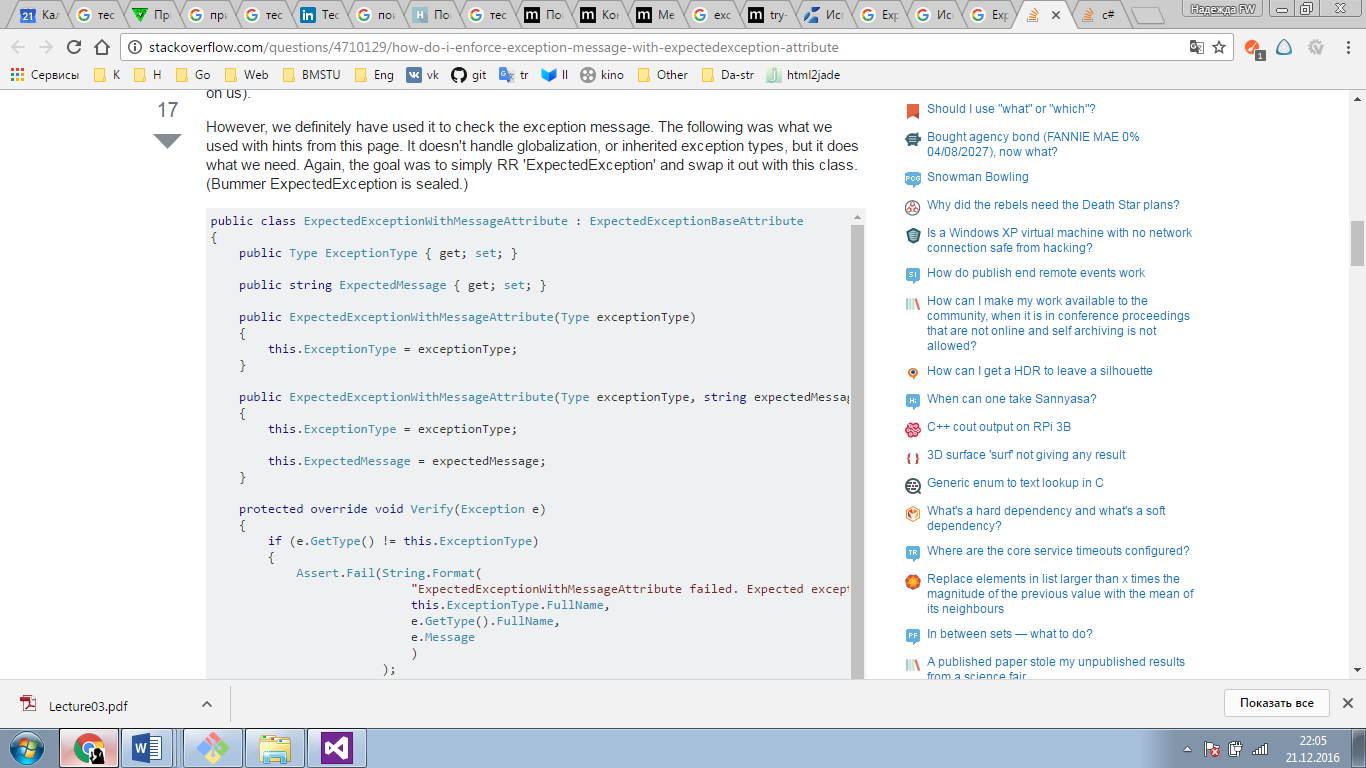 21 Кал
тес
Пр
при
тес
Tec
пои
H По
тес
По
Кон
Ме
exc
try-
Исп
Exp
Ис
Exp
c#
Надежда FW
stackoverflow.com/questions/4710129/how-do-i-enforce-exception-message-with-expectedexception-attribute
1
Сервисы K H Go Web BMSTU Eng vk git tr II kino Other Da-str html2jade
on us).
17
However, we definitely have used it to check the exception message. The following was what we
used with hints from this page. It doesn't handle globalization, or inherited exception types, but it does
what we need. Again, the goal was to simply RR 'ExpectedException' and swap it out with this class.
(Bummer ExpectedException is sealed.)
public class ExpectedExceptionWithMessageAttribute : ExpectedExceptionBaseAttribute
{
public Type ExceptionType { get; set; }
public string ExpectedMessage { get; set; }
public ExpectedExceptionWithMessageAttribute(Type exceptionType)
{
this.ExceptionType = exceptionType;
}
public ExpectedExceptionWithMessageAttribute(Type exceptionType, string expectedMessag
{
this.ExceptionType = exceptionType;
this.ExpectedMessage = expectedMessage;
}
protected override void Verify(Exception e)
{
if (e.GetType() != this.ExceptionType)
{
Assert.Fail(String.Format(
"ExpectedExceptionWithMessageAttribute failed. Expected except
this.ExceptionType.FullName,
e.GetType().FullName,
e.Message
)
);
Should I use "what" or "which"?
Bought agency bond (FANNIE MAE 0%
04/08/2027), now what?
PCG Snowman Bowling
Why did the rebels need the Death Star plans?
Is a Windows XP virtual machine with no network
connection safe from hacking?
SI How do publish end remote events work
How can I make my work available to the
community, when it is in conference proceedings
that are not online and self archiving is not
allowed?
How can I get a HDR to leave a silhouette
Hi When can one take Sannyasa?
C++ cout output on RPi 3B
3D surface 'surf' not giving any result
Generic enum to text lookup in C
What's a hard dependency and what's a soft
dependency?
TR Where are the core service timeouts configured?
Replace elements in list larger than x times the
magnitude of the previous value with the mean of
its neighbours
PF In between sets — what to do?
A published paper stole my unpublished results
from a science fair
Lecture03.pdf
Показать все
22:05
21.12.2016